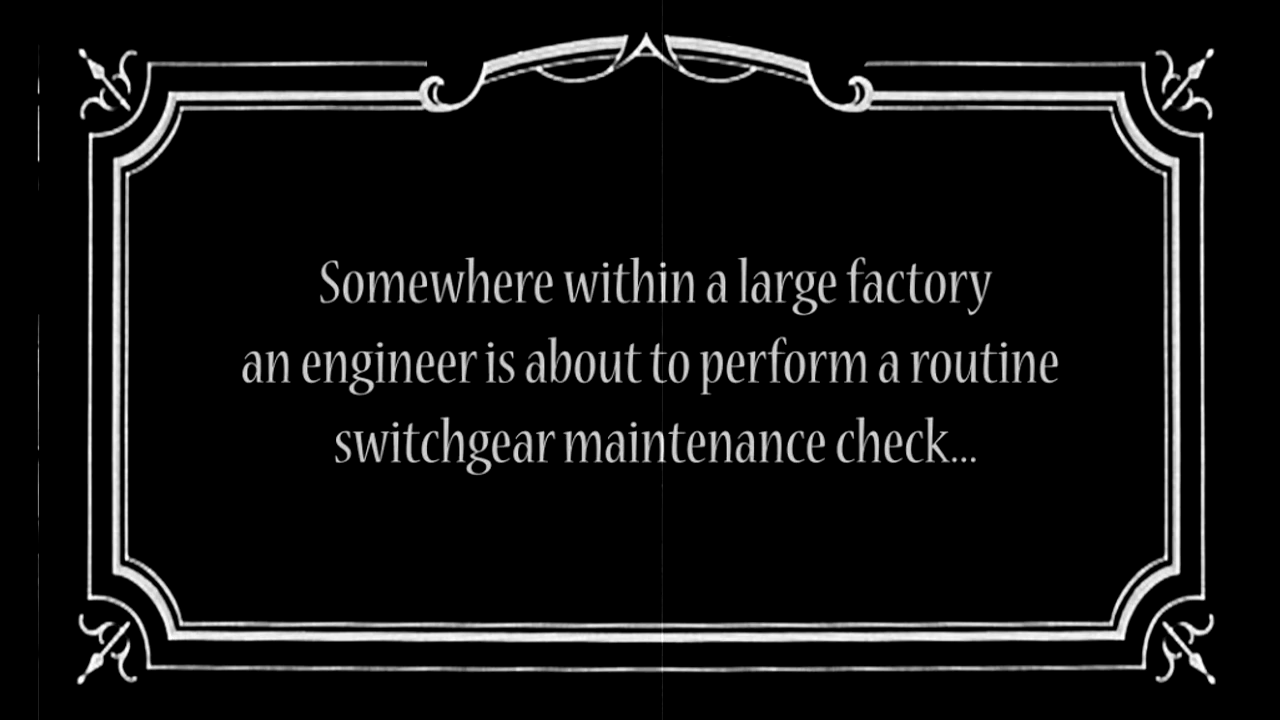 Somewhere within a large factory
an engineer is about to perform a routine
switchgear maintenance check...